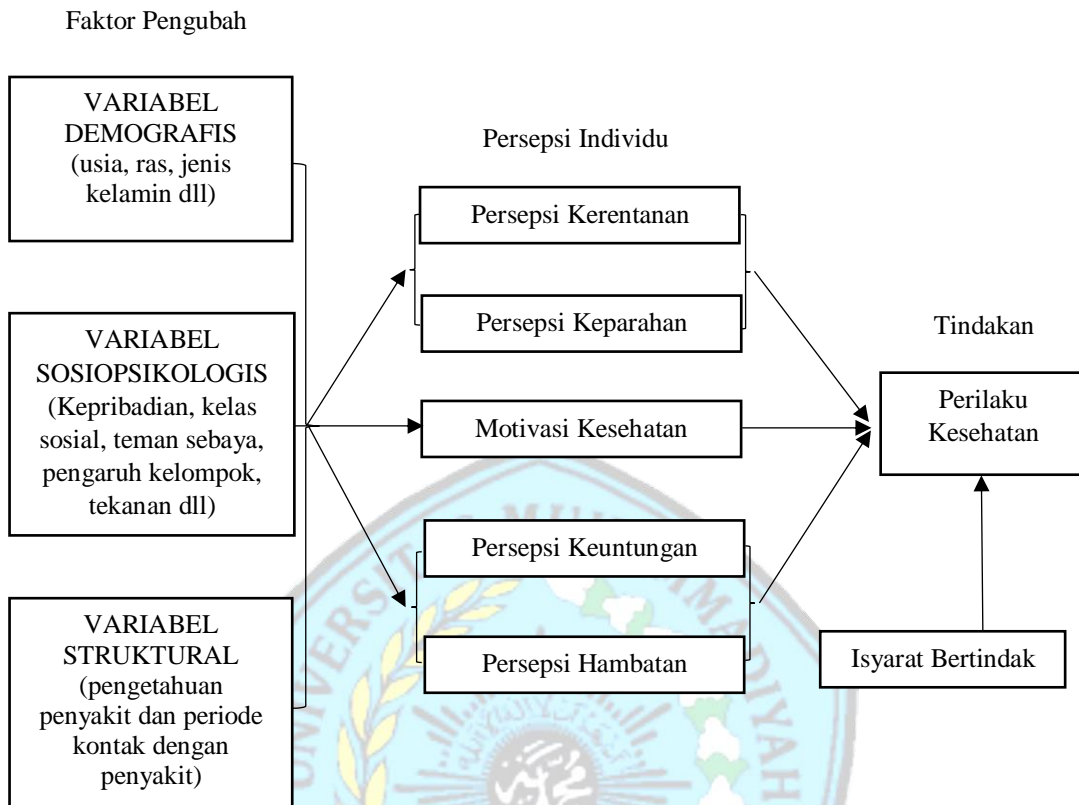 Faktor Pengubah
VARIABEL
DEMOGRAFIS
(usia, ras, jenis
kelamin dll)
VARIABEL
SOSIOPSIKOLOGIS
(Kepribadian, kelas
sosial, teman sebaya,
pengaruh kelompok,
tekanan dll)
VARIABEL
STRUKTURAL
(pengetahuan
penyakit dan periode
kontak dengan
penyakit)
Persepsi Individu
Persepsi Kerentanan
Persepsi Keparahan
Motivasi Kesehatan
Persepsi Keuntungan
Persepsi Hambatan
Tindakan
Perilaku
Kesehatan
Isyarat Bertindak